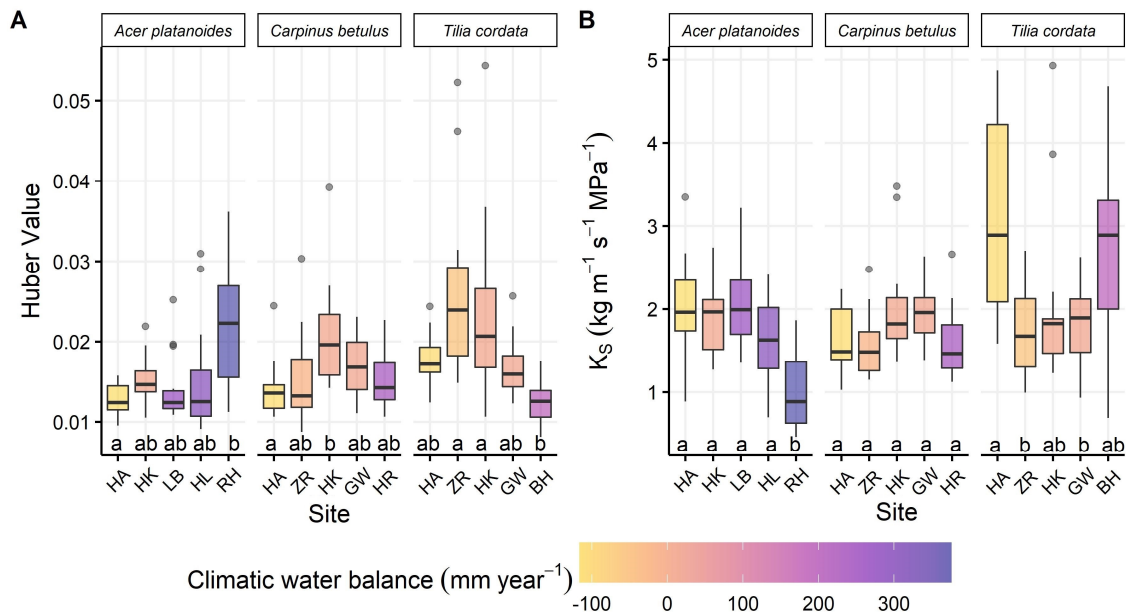 A
Acer platanoides Carpinus betulus Tilia cordata
Huber Value
0.05
0.04
0.03
0.02
0.01
a ab ab ab b a ab b ab ab ab a a ab b
HA HK LB HL RH HA ZR HK GW HR HA ZR HK GW BH
Site
B
Acer platanoides Carpinus betulus Tilia cordata
K_S (kg m⁻¹ s⁻¹ MPa⁻¹)
5
4
3
2
1
a a a a b a a a a a a b ab b ab
HA HK LB HL RH HA ZR HK GW HR HA ZR HK GW BH
Site
Climatic water balance (mm year⁻¹)
-100 0 100 200 300